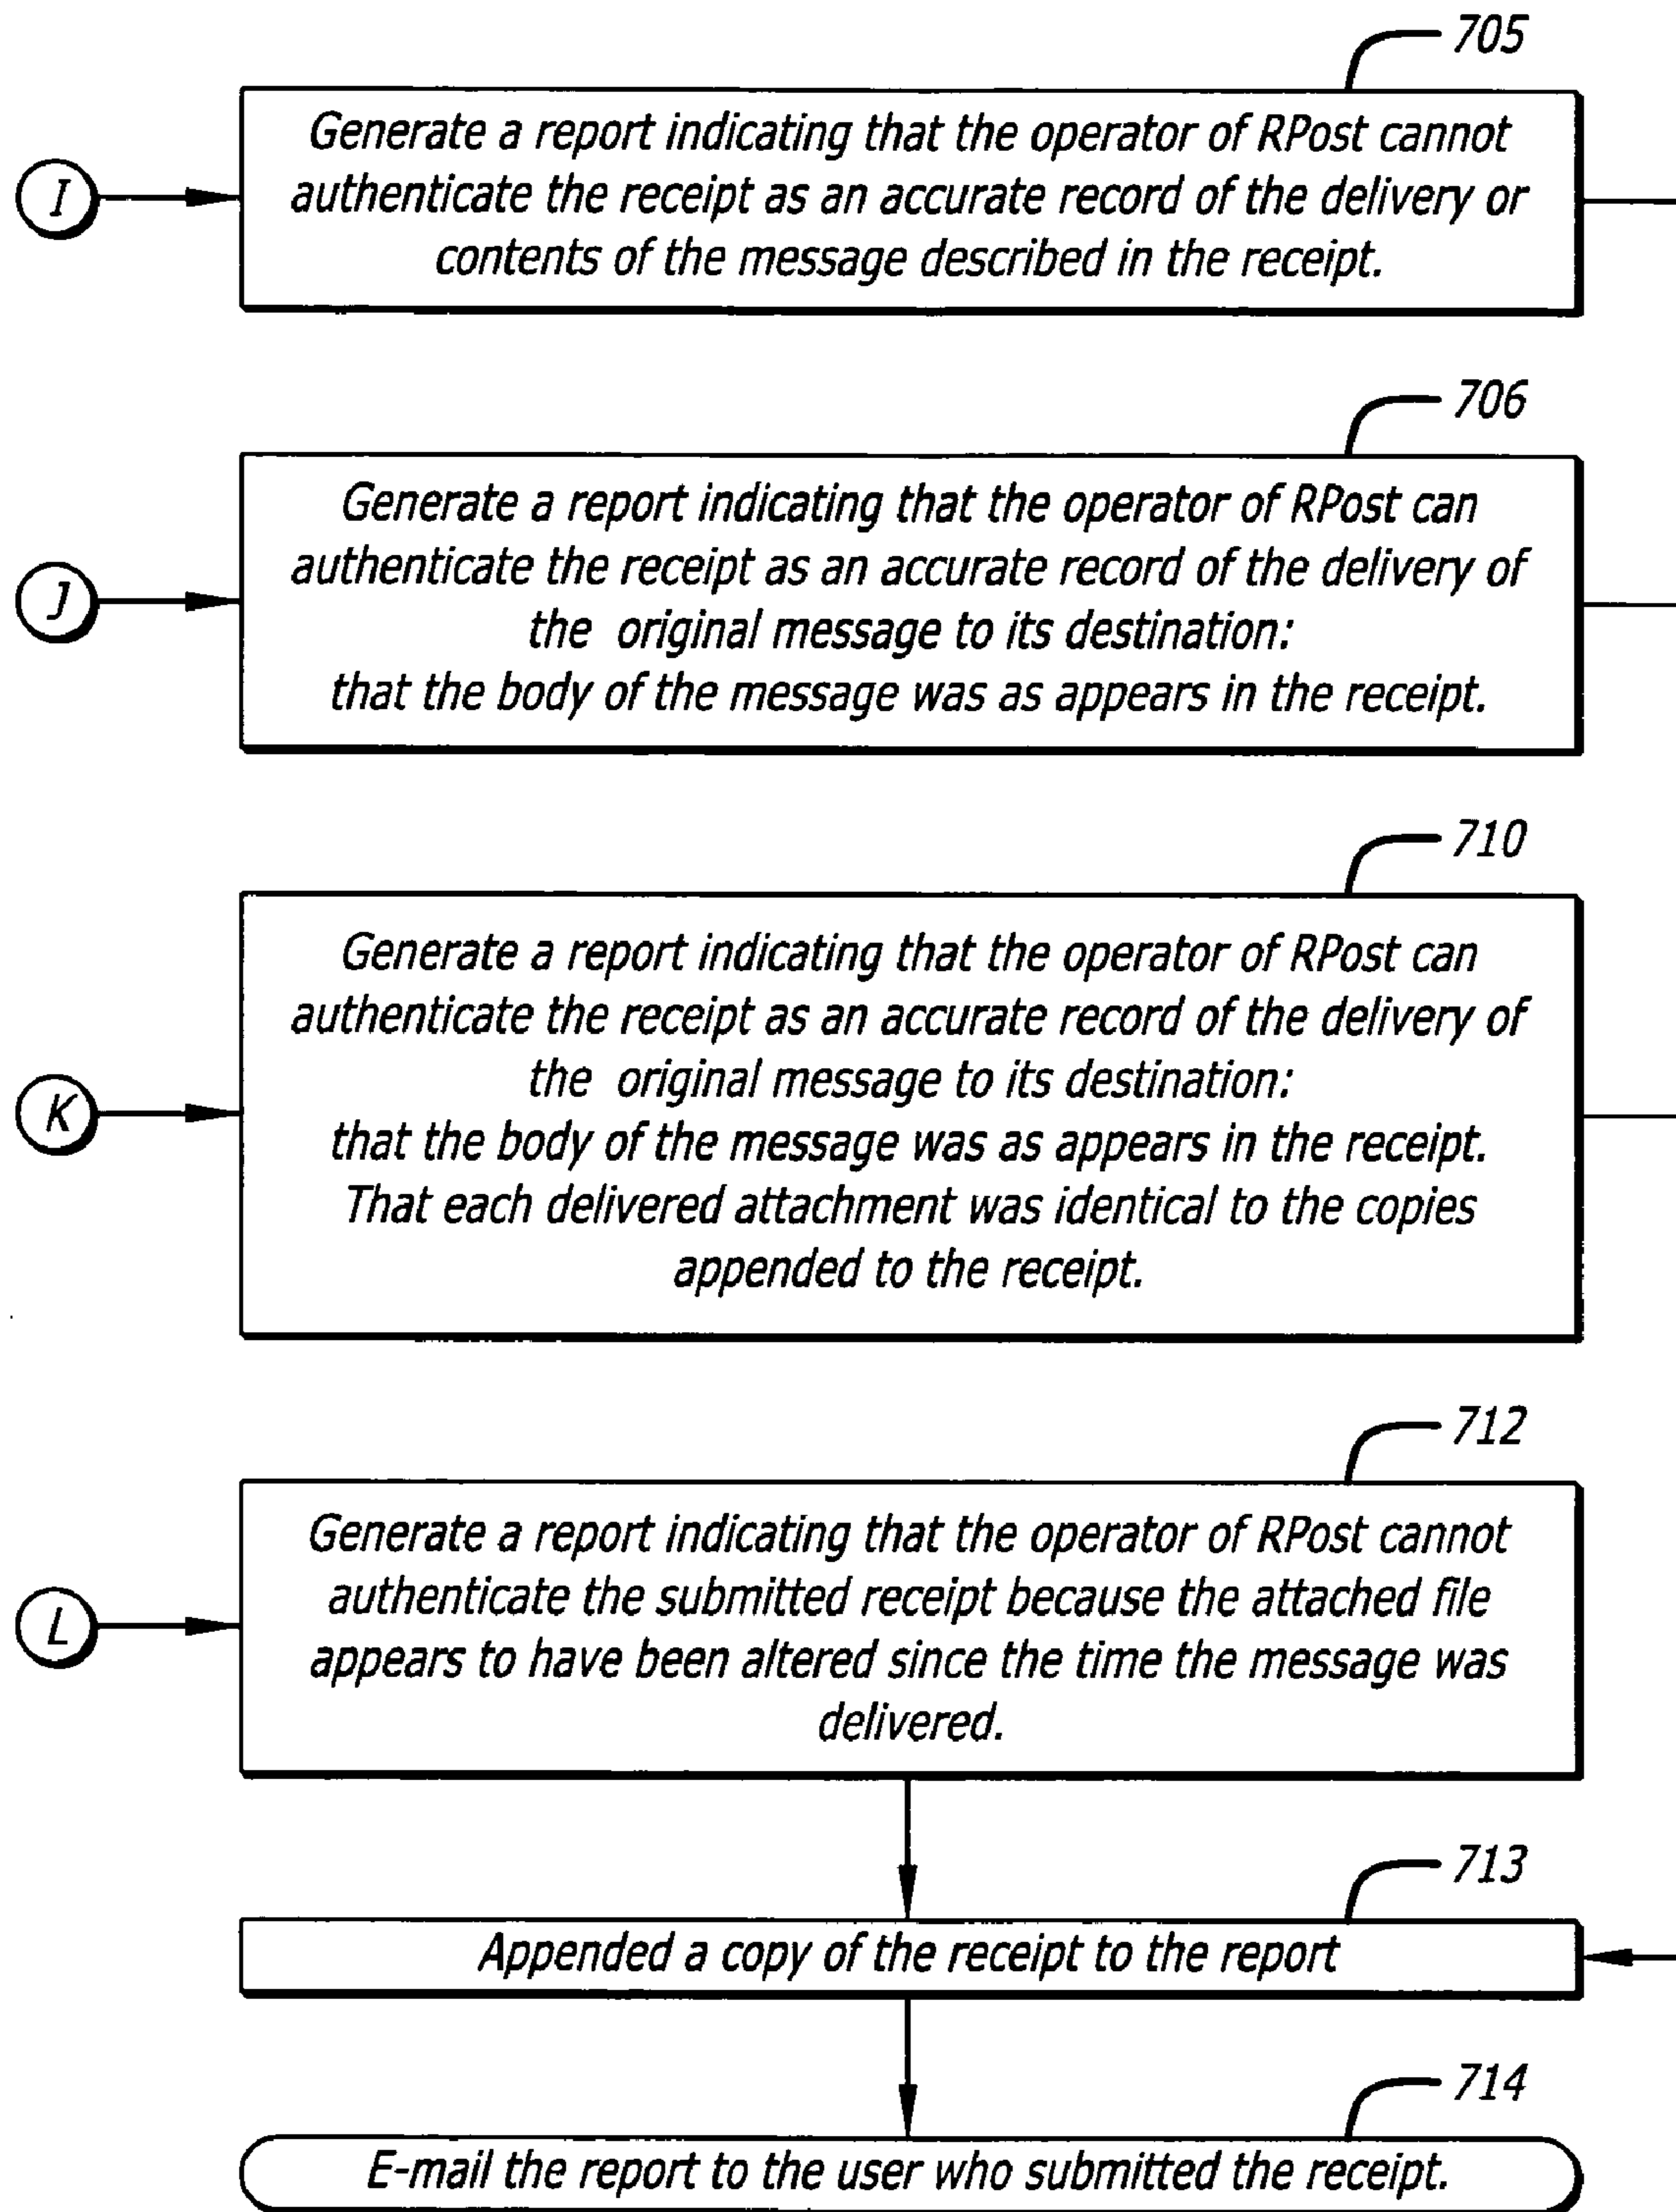 705
Generate a report indicating that the operator of RPost cannot
authenticate the receipt as an accurate record of the delivery or
contents of the message described in the receipt.
I
706
Generate a report indicating that the operator of RPost can
authenticate the receipt as an accurate record of the delivery of
the original message to its destination:
that the body of the message was as appears in the receipt.
J
710
Generate a report indicating that the operator of RPost can
authenticate the receipt as an accurate record of the delivery of
the original message to its destination:
that the body of the message was as appears in the receipt.
That each delivered attachment was identical to the copies
appended to the receipt.
K
712
Generate a report indicating that the operator of RPost cannot
authenticate the submitted receipt because the attached file
appears to have been altered since the time the message was
delivered.
L
713
Appended a copy of the receipt to the report
714
E-mail the report to the user who submitted the receipt.